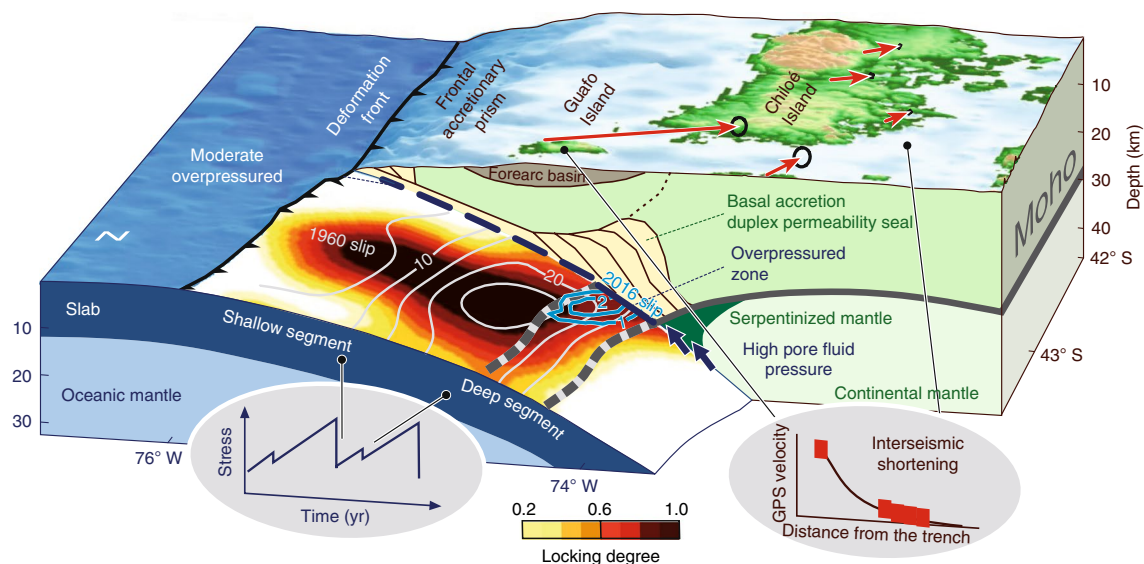 Deformation
front
Frontal
accretionary
prism
Guafo
Island
Chiloé
Island
Moderate
overpressured
10
20
30
40
42° S
Depth (km)
Moho
Forearc basin
Basal accretion
duplex permeability seal
Overpressured
zone
1960 slip
10
20
2016 slip
2
1
N
Slab
Shallow segment
Deep segment
Serpentinized mantle
High pore fluid
pressure
43° S
Continental mantle
10
20
30
Oceanic mantle
76° W
74° W
Stress
Time (yr)
0.2
0.6
1.0
Locking degree
GPS velocity
Interseismic
shortening
Distance from the trench